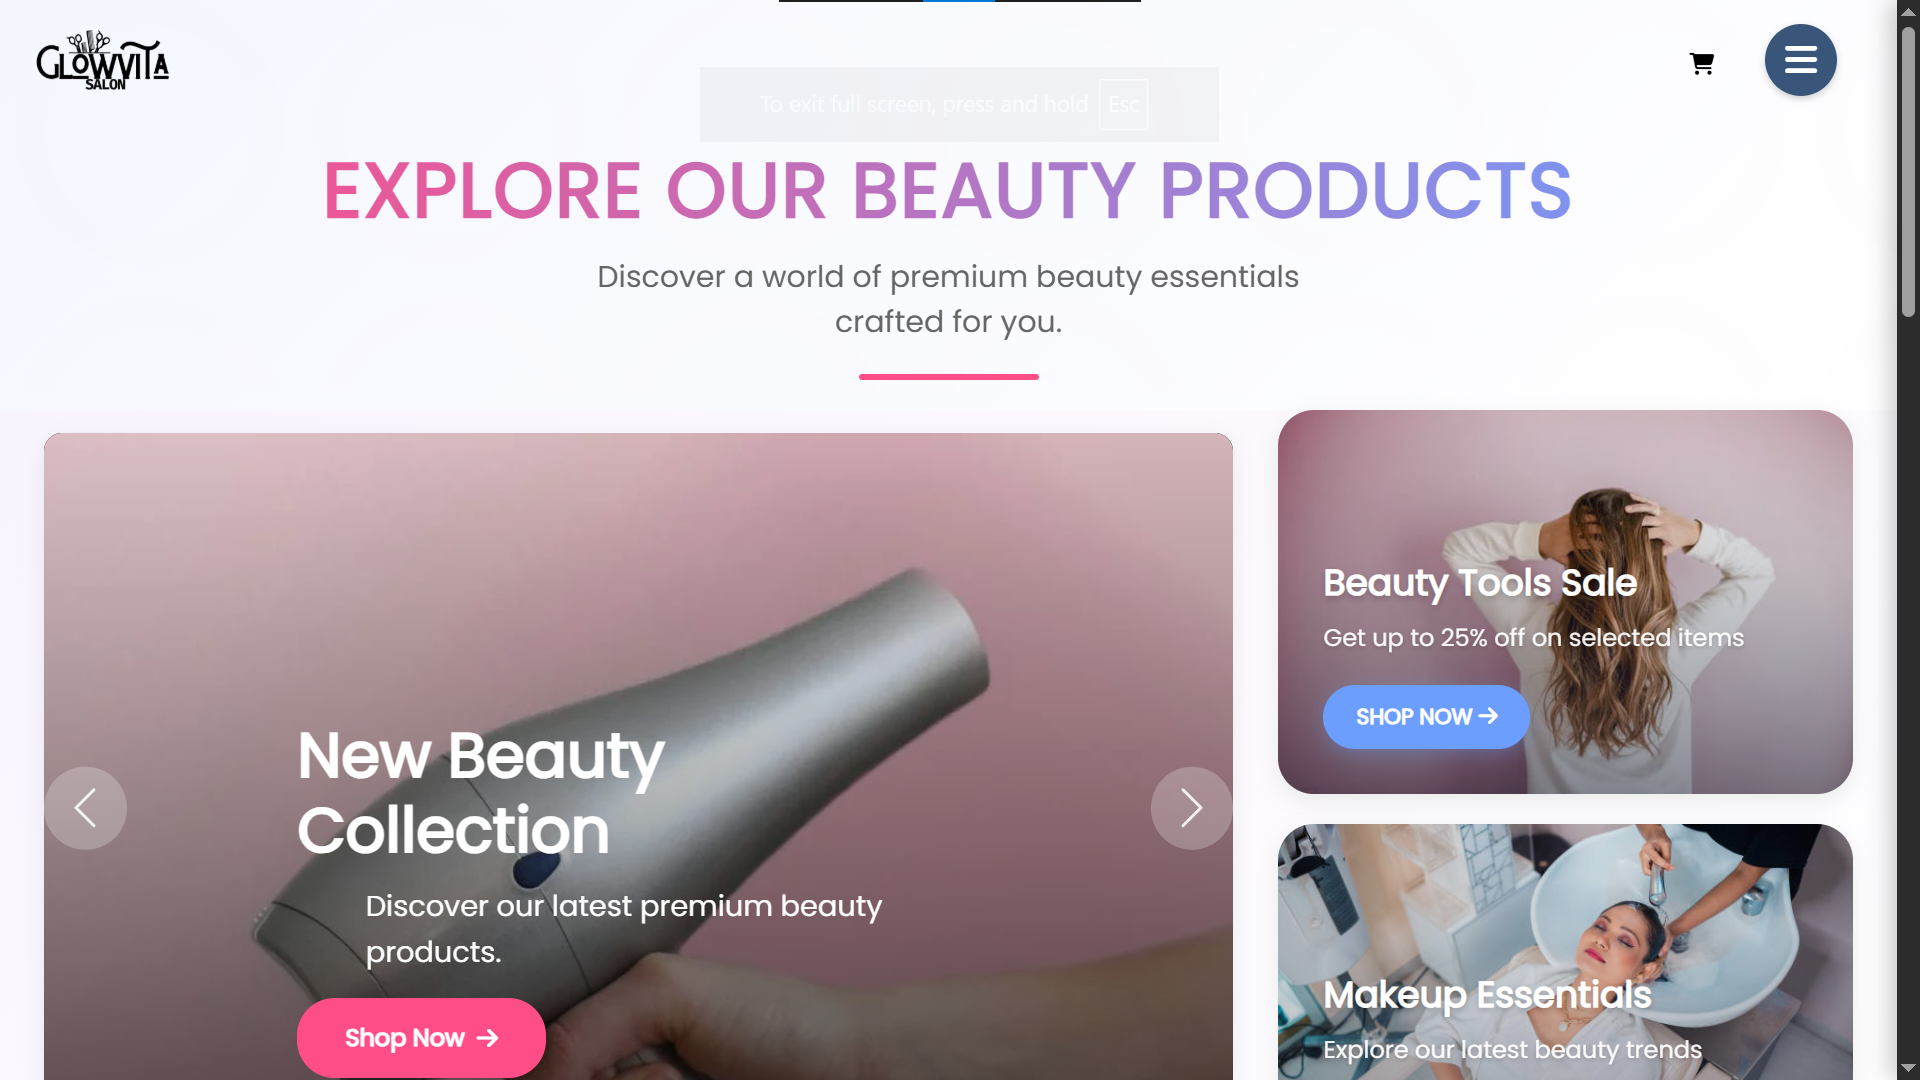 GLOWVITA
SALON
To exit full screen, press and hold Esc
EXPLORE OUR BEAUTY PRODUCTS
Discover a world of premium beauty essentials
crafted for you.
New Beauty
Collection
Discover our latest premium beauty
products.
Shop Now →
Beauty Tools Sale
Get up to 25% off on selected items
SHOP NOW →
Makeup Essentials
Explore our latest beauty trends